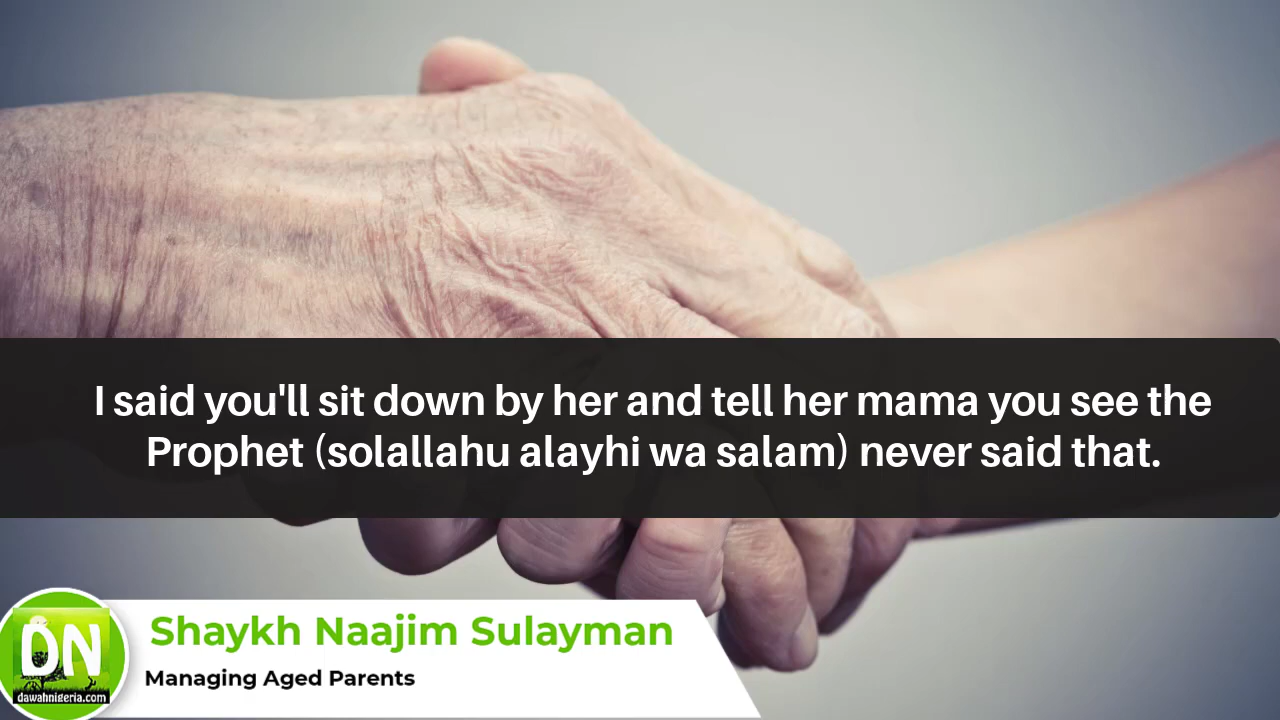 I said you'll sit down by her and tell her mama you see the
Prophet (solallahu alayhi wa salam) never said that.
Shaykh Naajim Sulayman
Managing Aged Parents
DN
dawahnigeria.com